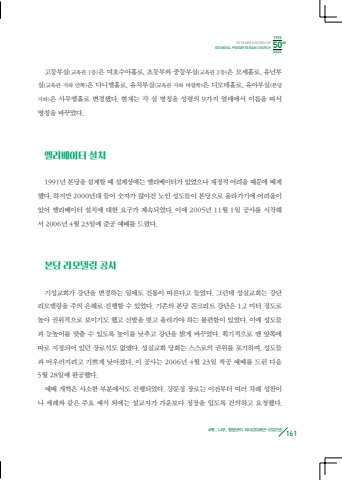 1972
50 YEARS HISTORY OF
SEONGSIL PRESBYTERIAN CHURCH
50th
2022
고등부실(교육관 1층)은 여호수아홀로, 초등부와 중등부실(교육관 2층)은 모세홀로, 유년부
실(교육관 지하 안쪽)은 다니엘홀로, 유치부실(교육관 지하 바깥쪽)은 디모데홀로, 유아부실(본당
지하)은 사무엘홀로 변경했다. 현재는 각 실 명칭을 성령의 9가지 열매에서 이름을 따서
명칭을 바꾸었다.
엘리베이터 설치
1991년 본당을 설계할 때 설계상에는 엘리베이터가 있었으나 재정적 어려움 때문에 배제
했다. 하지만 2000년대 들어 숫자가 많아진 노인 성도들이 본당으로 올라가기에 어려움이
있어 엘리베이터 설치에 대한 요구가 계속되었다. 이에 2005년 11월 1일 공사를 시작해
서 2006년 4월 23일에 준공 예배를 드렸다.
본당 리모델링 공사
기성교회가 강단을 변경하는 일에도 진통이 따른다고 들었다. 그런데 성실교회는 강단
리모델링을 주의 은혜로 진행할 수 있었다. 기존의 본당 콘크리트 강단은 1.2 미터 정도로
높아 권위적으로 보이기도 했고 신발을 벗고 올라가야 하는 불편함이 있었다. 이에 성도들
과 눈높이를 맞출 수 있도록 높이를 낮추고 강단을 밝게 바꾸었다. 획기적으로 맨 앞쪽에
따로 지정되어 있던 장로석도 없앴다. 성실교회 당회는 스스로의 권위를 포기하며, 성도들
과 어우러지려고 기쁘게 낮아졌다. 이 공사는 2006년 4월 23일 착공 예배를 드린 다음
5월 28일에 완공했다.
예배 개혁은 사소한 부분에서도 진행되었다. 강문정 장로는 이전부터 여러 차례 성찬이
나 세례와 같은 주요 예식 외에는 설교자가 가운보다 정장을 입도록 건의하고 요청했다.
161